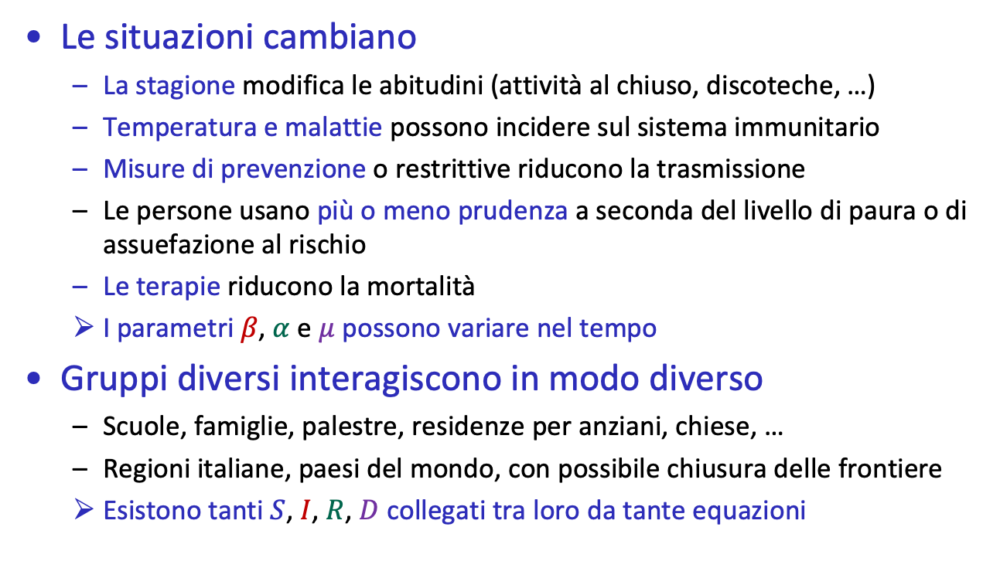 • Le situazioni cambiano
– La stagione modifica le abitudini (attività al chiuso, discoteche, …)
– Temperatura e malattie possono incidere sul sistema immunitario
– Misure di prevenzione o restrittive riducono la trasmissione
– Le persone usano più o meno prudenza a seconda del livello di paura o di
assuefazione al rischio
– Le terapie riducono la mortalità
➢ I parametri β, α e μ possono variare nel tempo
• Gruppi diversi interagiscono in modo diverso
– Scuole, famiglie, palestre, residenze per anziani, chiese, …
– Regioni italiane, paesi del mondo, con possibile chiusura delle frontiere
➢ Esistono tanti S, I, R, D collegati tra loro da tante equazioni